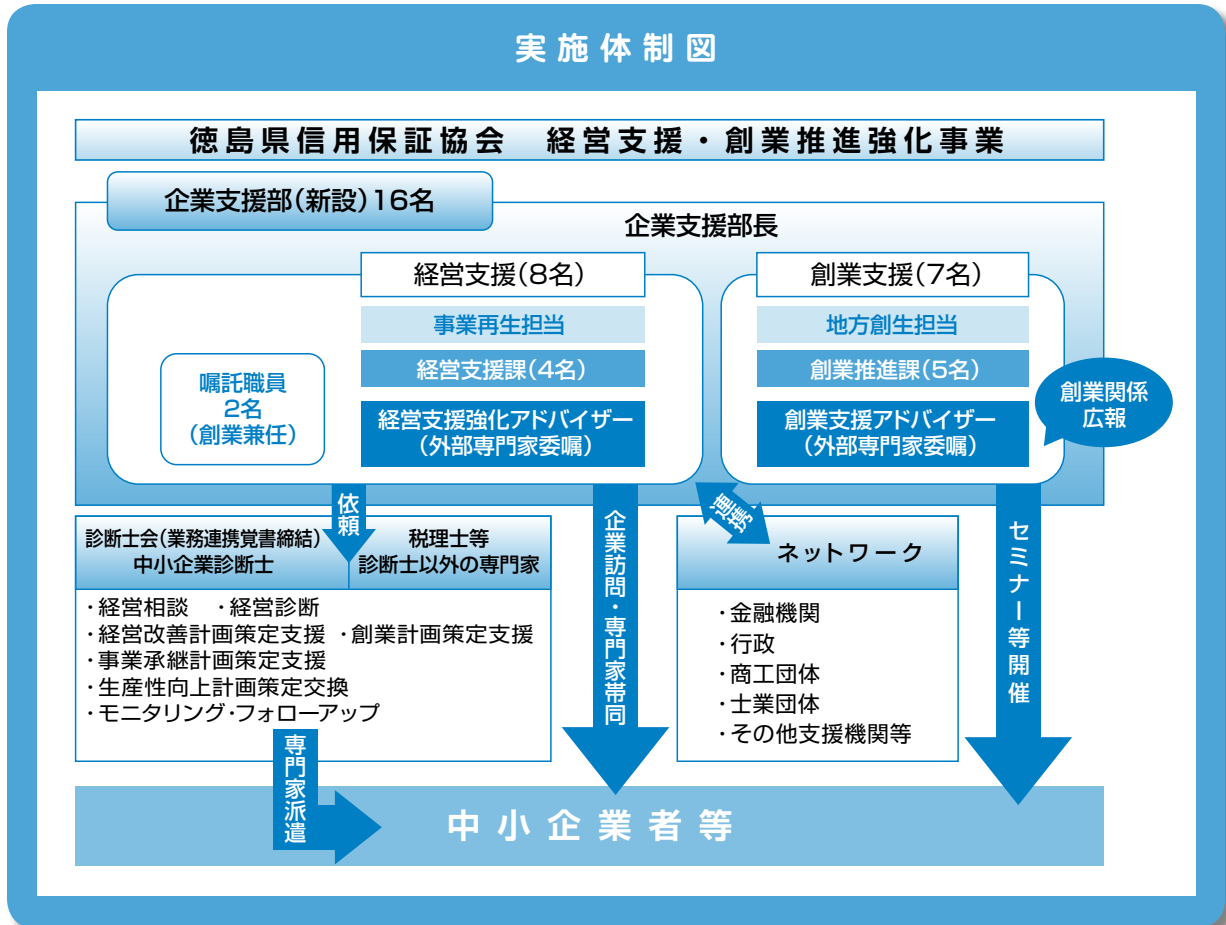 実施体制図
徳島県信用保証協会　経営支援・創業推進強化事業
企業支援部(新設)16名
企業支援部長
経営支援(8名)
事業再生担当
経営支援課(4名)
経営支援強化アドバイザー
(外部専門家委嘱)
嘱託職員
2名
(創業兼任)
創業支援(7名)
地方創生担当
創業推進課(5名)
創業支援アドバイザー
(外部専門家委嘱)
創業関係
広報
依頼
連携
診断士会(業務連携覚書締結)
中小企業診断士
税理士等
診断士以外の専門家
・経営相談　・経営診断
・経営改善計画策定支援　・創業計画策定支援
・事業承継計画策定支援
・生産性向上計画策定交換
・モニタリング・フォローアップ
専門家派遣
企業訪問・専門家帯同
ネットワーク
・金融機関
・行政
・商工団体
・士業団体
・その他支援機関等
セミナー等開催
中小企業者等